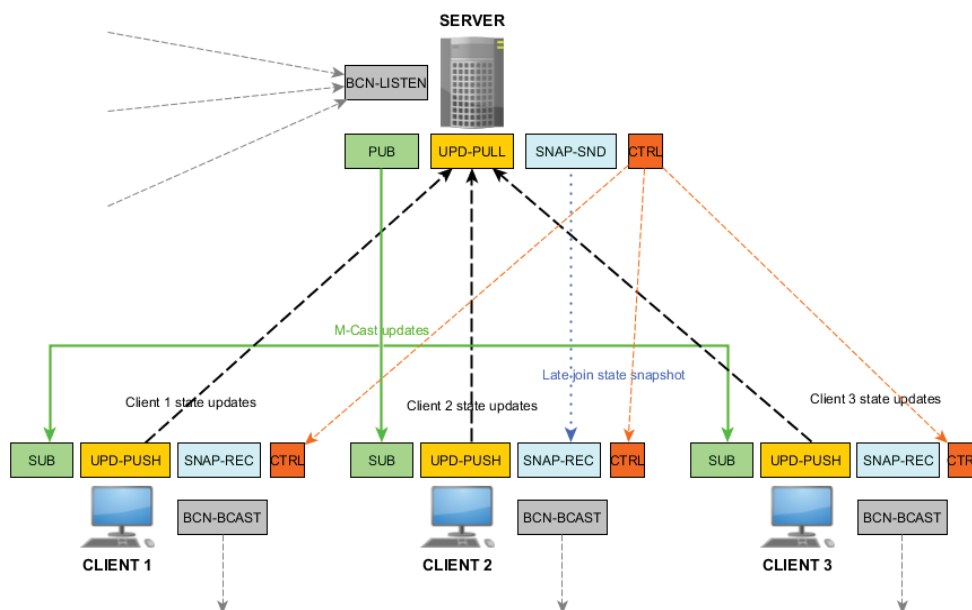 SERVER
BCN-LISTEN
PUB
UPD-PULL
SNAP-SND
CTRL
M-Cast updates
Late-join state snapshot
Client 1 state updates
Client 2 state updates
Client 3 state updates
SUB
UPD-PUSH
SNAP-REC
CTRL
SUB
UPD-PUSH
SNAP-REC
CTRL
SUB
UPD-PUSH
SNAP-REC
CTRL
BCN-BCAST
BCN-BCAST
BCN-BCAST
CLIENT 1
CLIENT 2
CLIENT 3